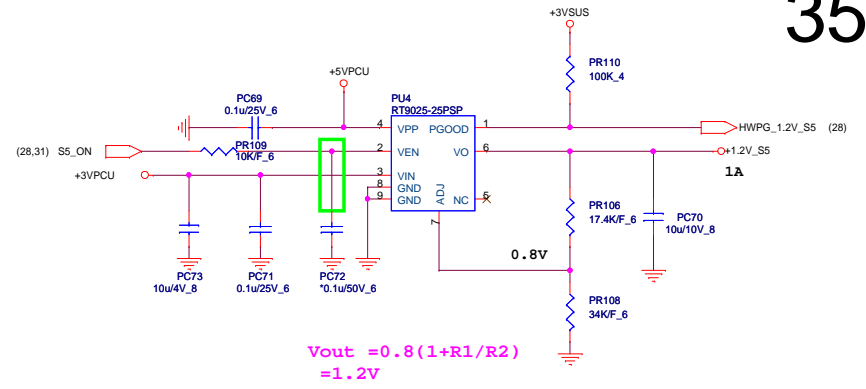 35
+3VSUS
PR110
100K_4
+5VPCU
PC69
0.1u/25V_6
PU4
RT9025-25PSP
4 VPP PGOOD 1
HWPG_1.2V_S5 (28)
(28,31) S5_ON
PR109
10K/F_6
2 VEN VO 6
+1.2V_S5
1A
+3VPCU
3 VIN
8 GND
9 GND
ADJ
NC 5
7
PR106
17.4K/F_6
PC70
10u/10V_8
0.8V
PC73
10u/4V_8
PC71
0.1u/25V_6
PC72
*0.1u/50V_6
PR108
34K/F_6
Vout =0.8(1+R1/R2)
=1.2V